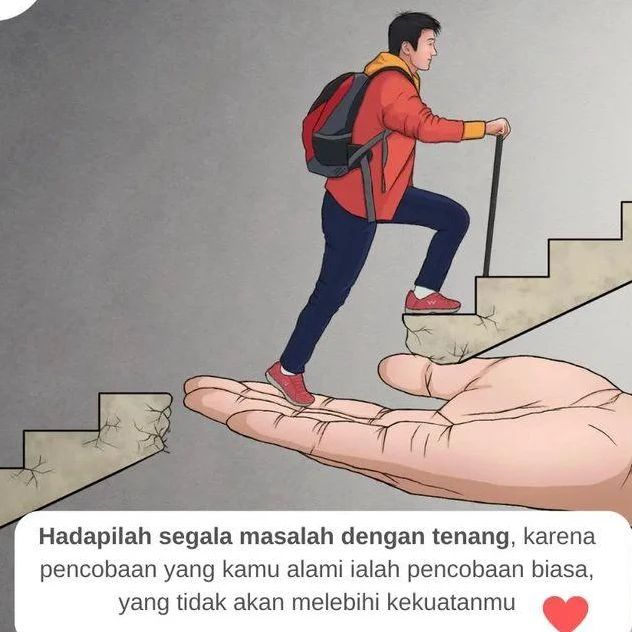 Hadapilah segala masalah dengan tenang, karena
pencobaan yang kamu alami ialah pencobaan biasa,
yang tidak akan melebihi kekuatanmu